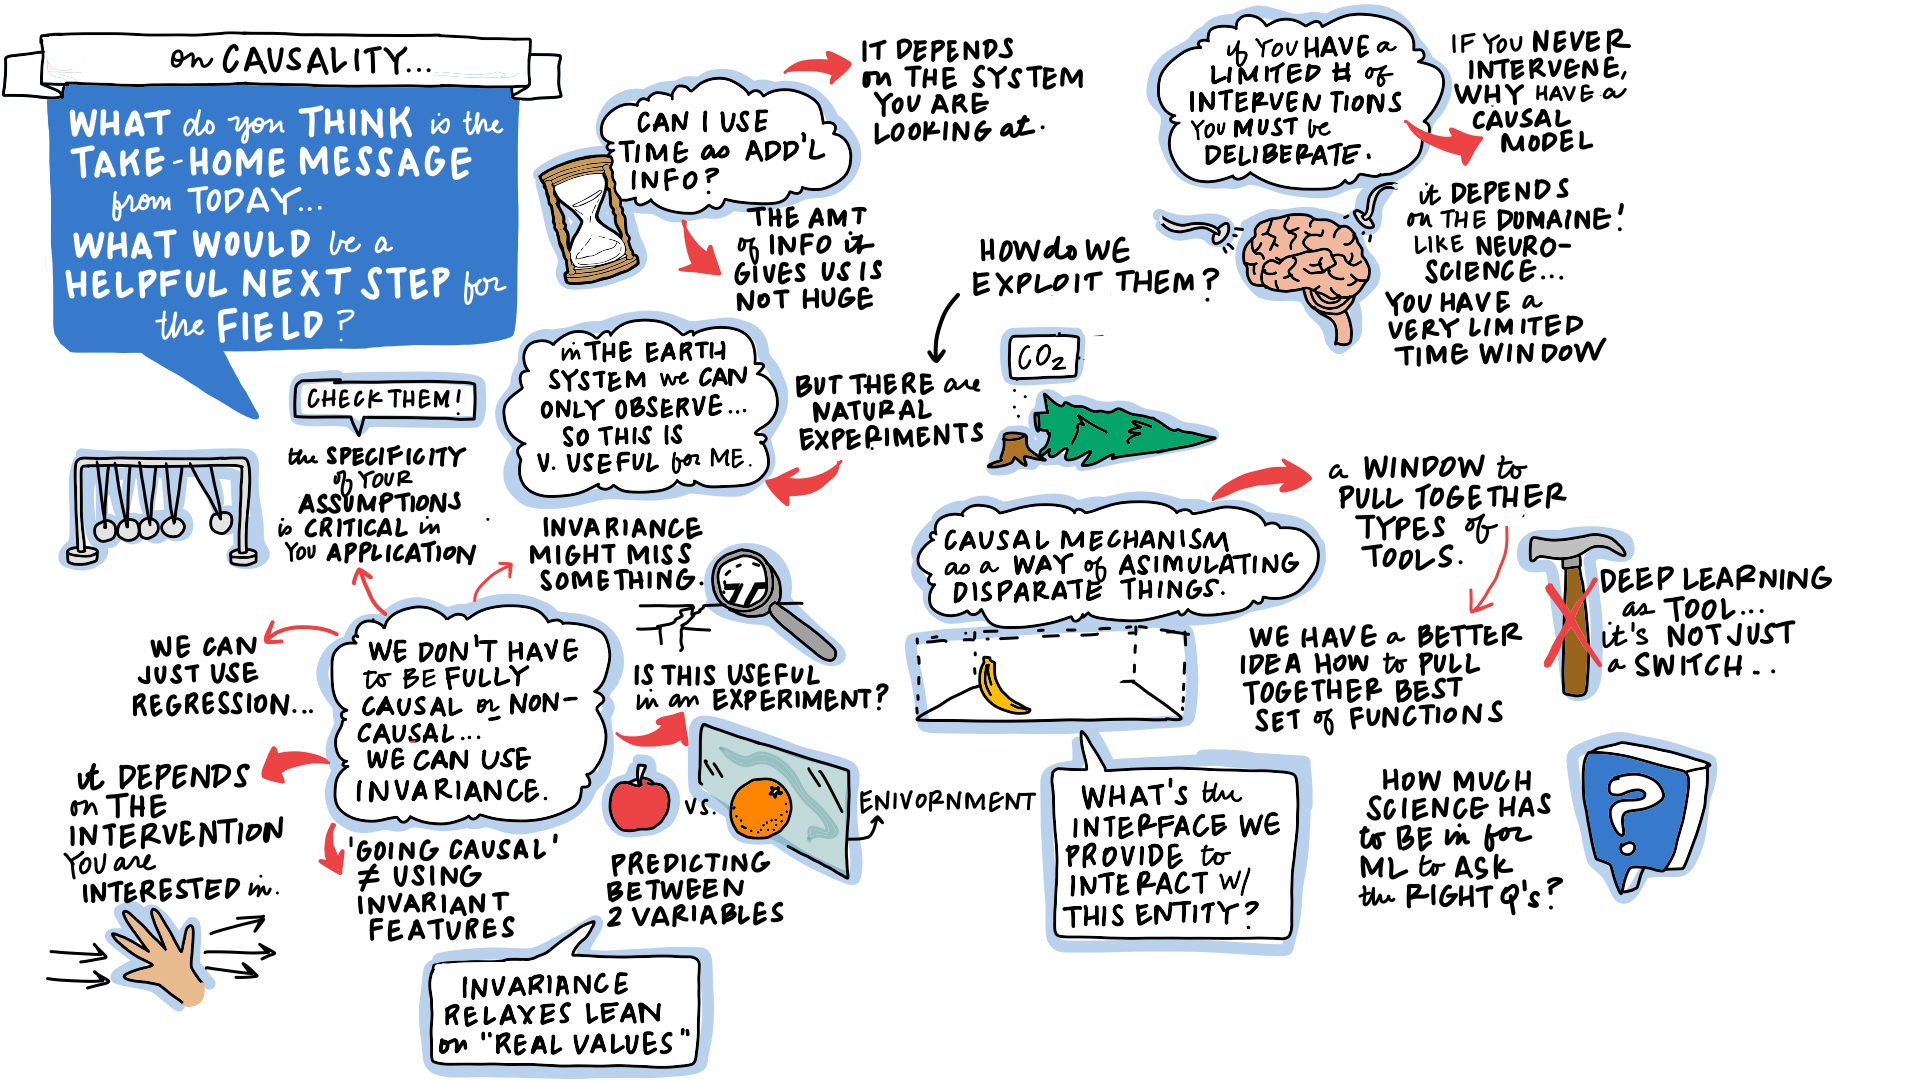 on CAUSALITY...
WHAT do you THINK is the
TAKE-HOME MESSAGE
from TODAY...
WHAT WOULD be a
HELPFUL NEXT STEP for
the FIELD?
CAN I USE
TIME as ADD'L
INFO?
IT DEPENDS
on THE SYSTEM
YOU ARE
LOOKING at.
THE AMT
of INFO it
GIVES US IS
NOT HUGE
if YOU HAVE a
LIMITED # of
INTERVENTIONS
YOU MUST be
DELIBERATE.
IF YOU NEVER
INTERVENE,
WHY HAVE a
CAUSAL
MODEL
it DEPENDS
on THE DOMAINE!
LIKE NEURO-
SCIENCE...
YOU HAVE a
VERY LIMITED
TIME WINDOW
HOW do WE
EXPLOIT THEM?
BUT THERE are
NATURAL
EXPERIMENTS
CO2
in THE EARTH
SYSTEM we CAN
ONLY OBSERVE...
SO THIS IS
V. USEFUL for ME.
CHECK THEM!
the SPECIFICITY
of YOUR
ASSUMPTIONS
is CRITICAL in
YOU APPLICATION
INVARIANCE
MIGHT MISS
SOMETHING.
WE CAN
JUST USE
REGRESSION...
WE DON'T HAVE
to BE FULLY
CAUSAL or NON-
CAUSAL...
WE CAN USE
INVARIANCE.
IS THIS USEFUL
in an EXPERIMENT?
it DEPENDS
on THE
INTERVENTION
YOU are
INTERESTED in.
'GOING CAUSAL'
≠ USING
INVARIANT
FEATURES
VS.
ENIVORNMENT
PREDICTING
BETWEEN
2 VARIABLES
INVARIANCE
RELAXES LEAN
on "REAL VALUES"
CAUSAL MECHANISM
as a WAY of ASIMULATING
DISPARATE THINGS.
a WINDOW to
PULL TOGETHER
TYPES of
TOOLS.
WE HAVE a BETTER
IDEA HOW to PULL
TOGETHER BEST
SET of FUNCTIONS
DEEP LEARNING
as TOOL...
it's NOT JUST
a SWITCH...
WHAT'S the
INTERFACE WE
PROVIDE to
INTERACT W/
THIS ENTITY?
HOW MUCH
SCIENCE HAS
to BE in for
ML to ASK
the RIGHT Q's?
?